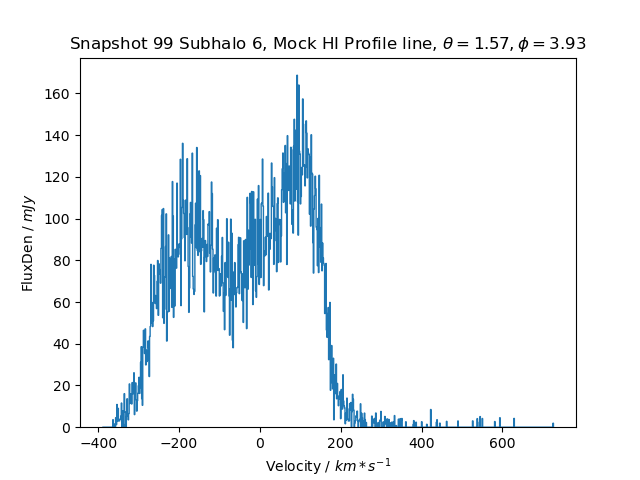 Snapshot 99 Subhalo 6, Mock HI Profile line, θ = 1.57, ϕ = 3.93
FluxDen / mJy
160
140
120
100
80
60
40
20
0
−400 −200 0 200 400 600
Velocity / km * s⁻¹